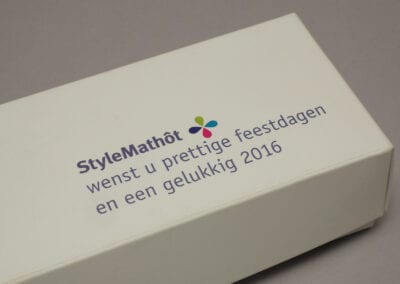 StyleMathôt
wenst u prettige feestdagen
en een gelukkig 2016